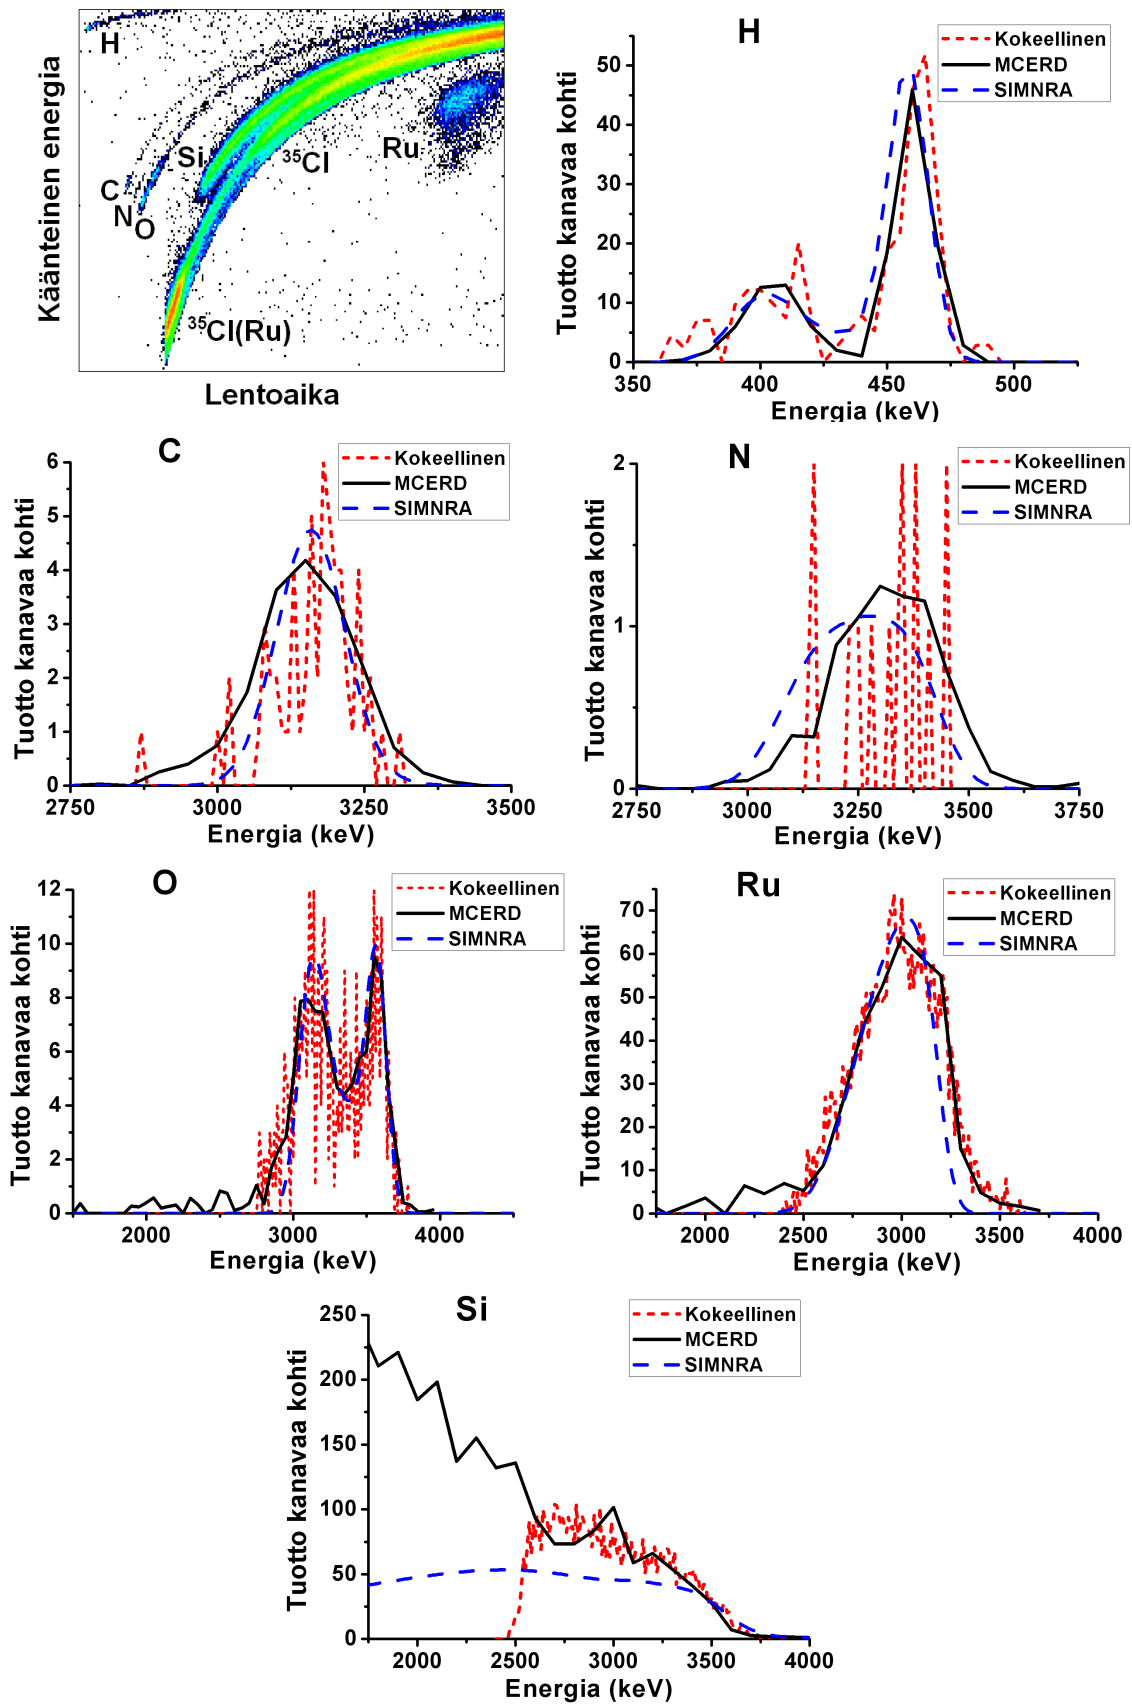 Käänteinen energia
H
C
N
O
Si
35Cl
Ru
35Cl(Ru)
Lentoaika
H
Kokeellinen
MCERD
SIMNRA
Tuotto kanavaa kohti
50
40
30
20
10
0
350 400 450 500
Energia (keV)
C
Kokeellinen
MCERD
SIMNRA
Tuotto kanavaa kohti
6
5
4
3
2
1
0
2750 3000 3250 3500
Energia (keV)
N
Kokeellinen
MCERD
SIMNRA
Tuotto kanavaa kohti
2
1
0
2750 3000 3250 3500 3750
Energia (keV)
O
Kokeellinen
MCERD
SIMNRA
Tuotto kanavaa kohti
12
10
8
6
4
2
0
2000 3000 4000
Energia (keV)
Ru
Kokeellinen
MCERD
SIMNRA
Tuotto kanavaa kohti
70
60
50
40
30
20
10
0
2000 2500 3000 3500 4000
Energia (keV)
Si
Kokeellinen
MCERD
SIMNRA
Tuotto kanavaa kohti
250
200
150
100
50
0
2000 2500 3000 3500 4000
Energia (keV)